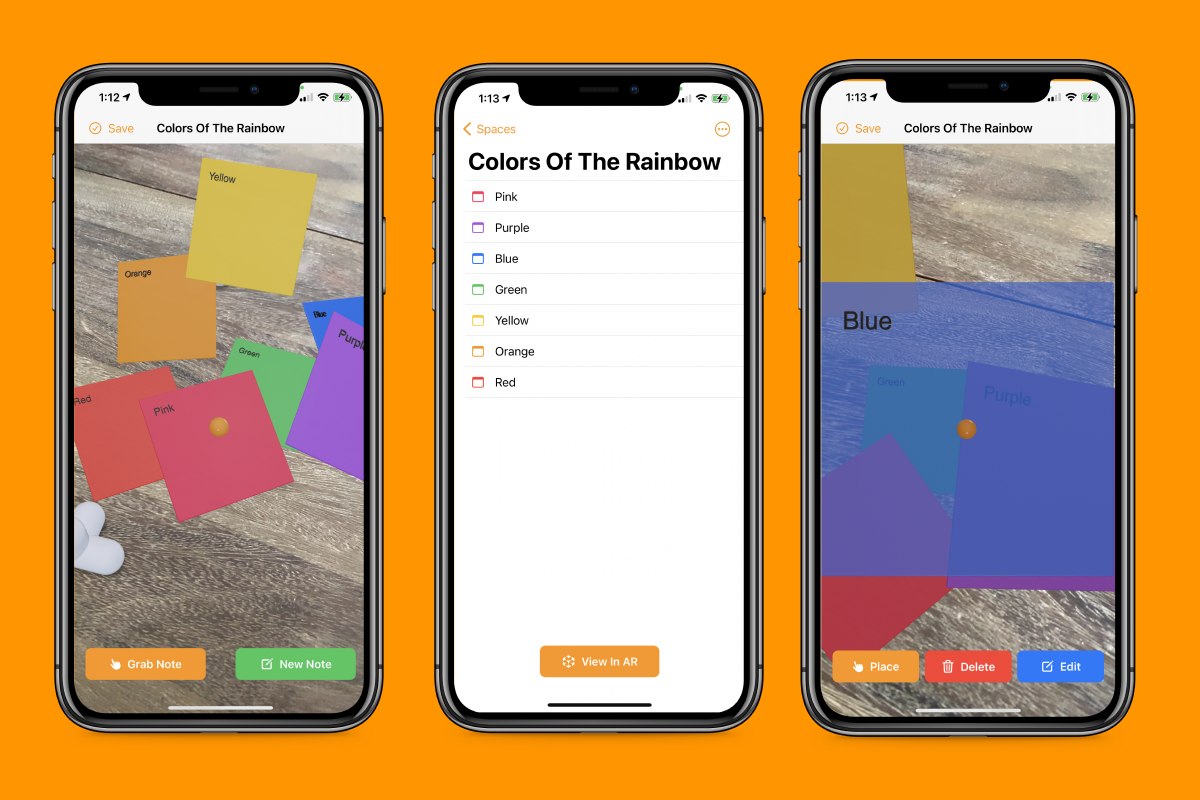 1:12
Save
Colors Of The Rainbow
Yellow
Orange
Blue
Purple
Green
Red
Pink
Grab Note
New Note
1:13
Spaces
Colors Of The Rainbow
Pink
Purple
Blue
Green
Yellow
Orange
Red
View In AR
1:13
Save
Colors Of The Rainbow
Blue
Green
Purple
Place
Delete
Edit